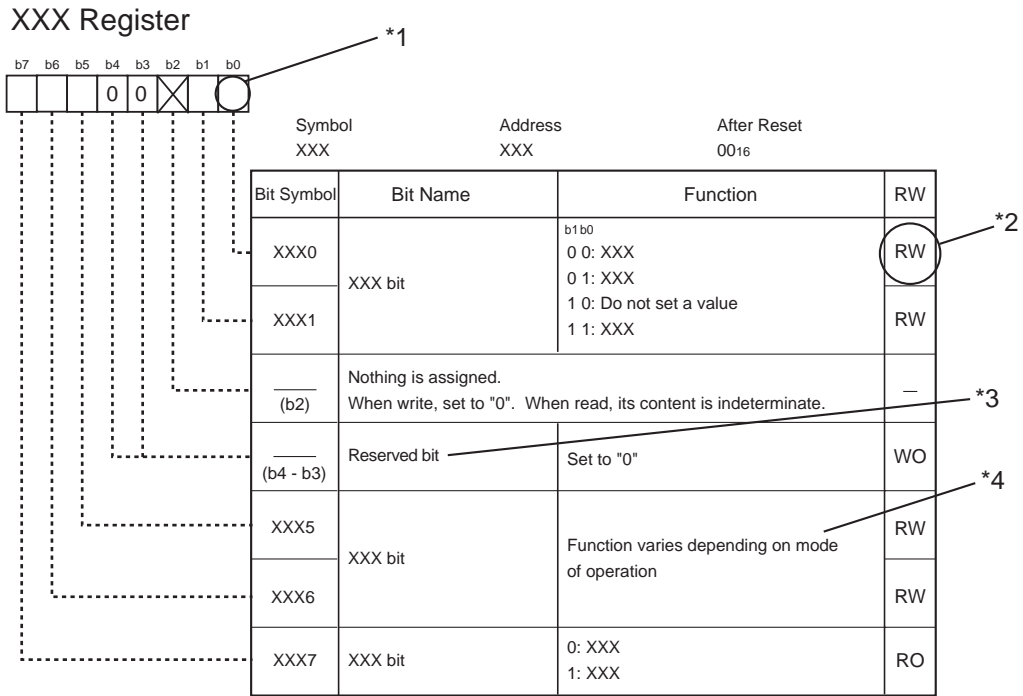 XXX Register
*1
b7 b6 b5 b4 b3 b2 b1 b0
0 0
Symbol Address After Reset
XXX XXX 0016
Bit Symbol Bit Name Function RW
*2
XXX0
XXX bit
b1 b0
0 0: XXX
0 1: XXX
1 0: Do not set a value
1 1: XXX
RW
XXX1
RW
(b2)
Nothing is assigned.
When write, set to "0". When read, its content is indeterminate.
–
*3
(b4 - b3)
Reserved bit
Set to "0"
WO
*4
XXX5
XXX bit
Function varies depending on mode
of operation
RW
XXX6
RW
XXX7
XXX bit
0: XXX
1: XXX
RO